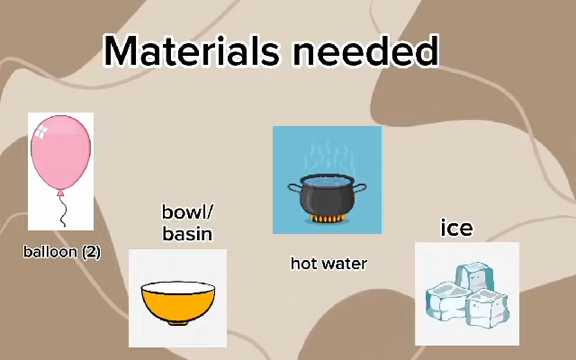 Materials needed
balloon (2)
bowl/
basin
hot water
ice